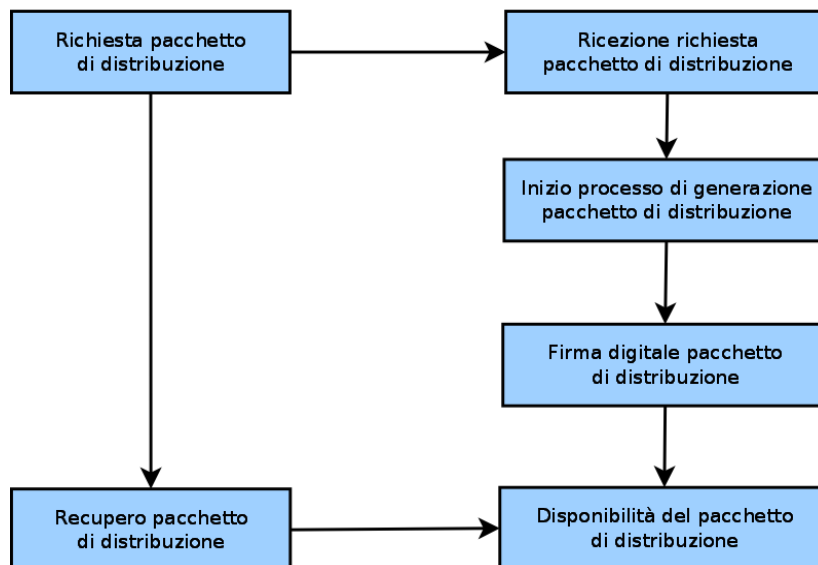 Richiesta pacchetto
di distribuzione
Ricezione richiesta
pacchetto di distribuzione
Inizio processo di generazione
pacchetto di distribuzione
Firma digitale pacchetto
di distribuzione
Recupero pacchetto
di distribuzione
Disponibilità del pacchetto
di distribuzione